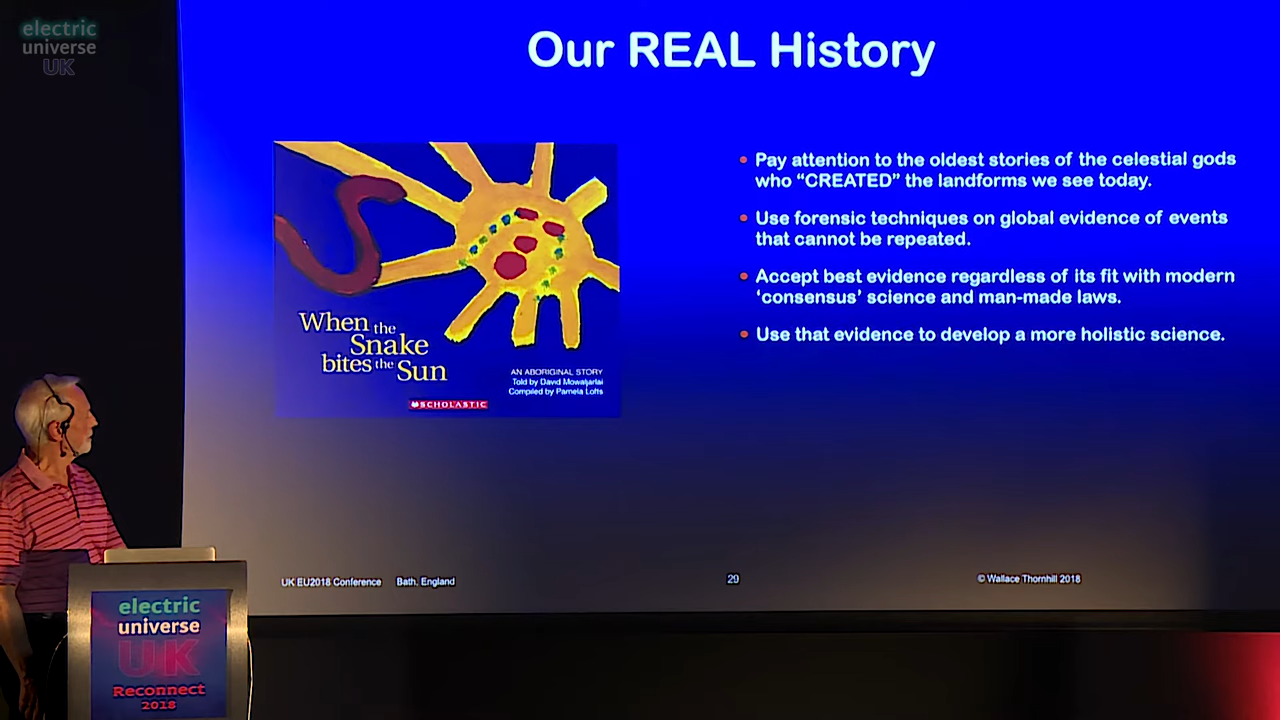 electric
universe
UK
Our REAL History
• Pay attention to the oldest stories of the celestial gods
who “CREATED” the landforms we see today.
• Use forensic techniques on global evidence of events
that cannot be repeated.
• Accept best evidence regardless of its fit with modern
‘consensus’ science and man-made laws.
• Use that evidence to develop a more holistic science.
When the
Snake
bites the Sun
AN ABORIGINAL STORY
Told by David Mowaljarlai
Compiled by Pamela Lofts
SCHOLASTIC
UK EU2018 Conference Bath, England
29
© Wallace Thornhill 2018
electric
universe
UK
Reconnect
2018